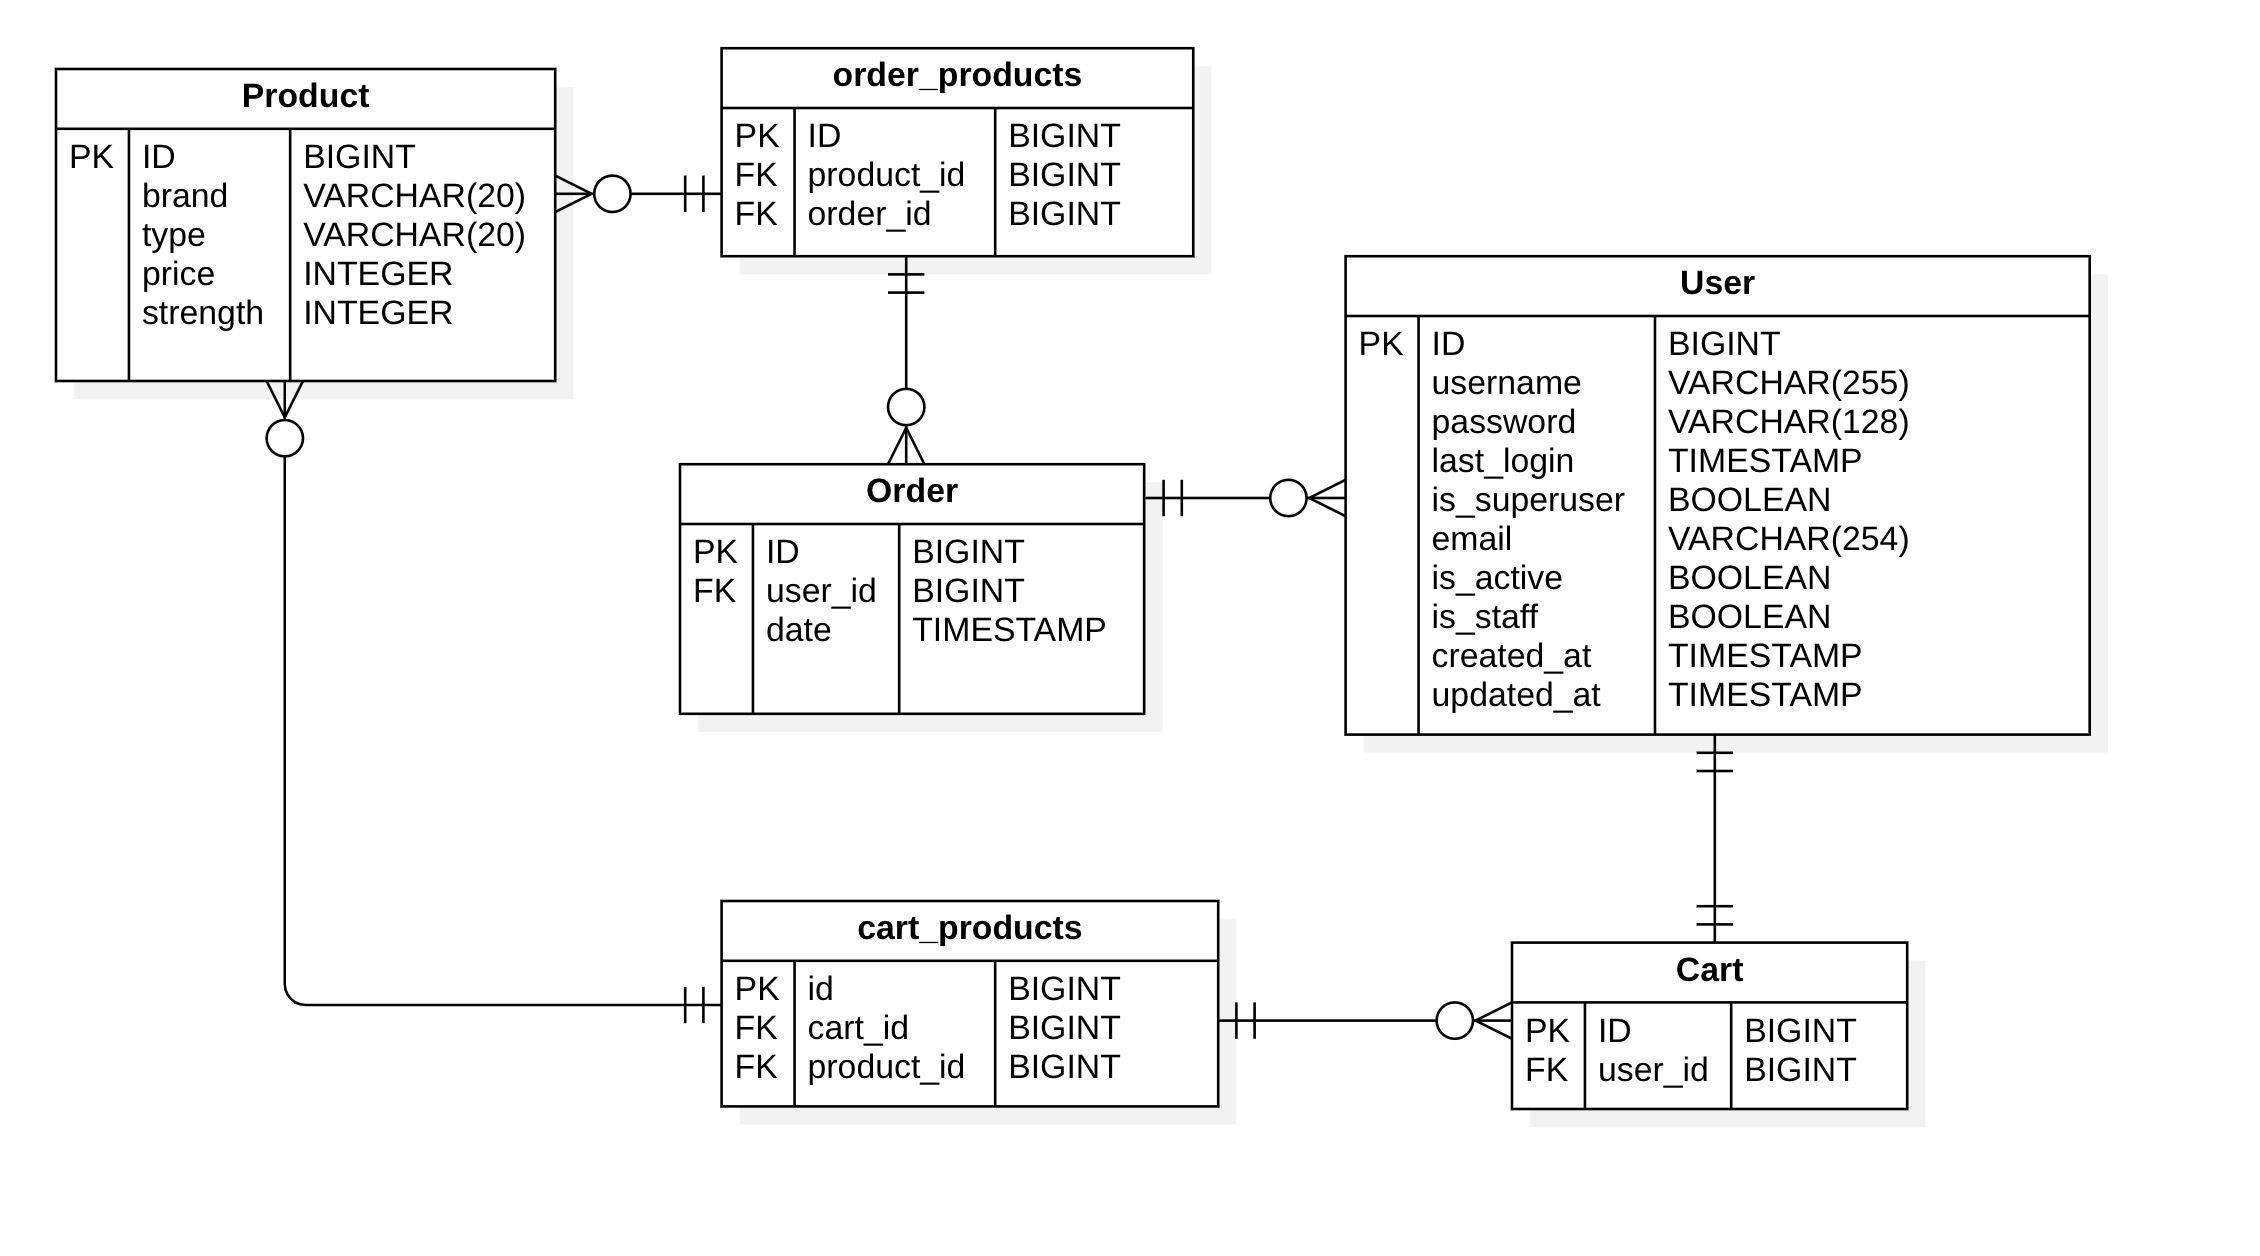 Product
PK ID BIGINT
brand VARCHAR(20)
type VARCHAR(20)
price INTEGER
strength INTEGER
order_products
PK ID BIGINT
FK product_id BIGINT
FK order_id BIGINT
User
PK ID BIGINT
username VARCHAR(255)
password VARCHAR(128)
last_login TIMESTAMP
is_superuser BOOLEAN
email VARCHAR(254)
is_active BOOLEAN
is_staff BOOLEAN
created_at TIMESTAMP
updated_at TIMESTAMP
Order
PK ID BIGINT
FK user_id BIGINT
date TIMESTAMP
cart_products
PK id BIGINT
FK cart_id BIGINT
FK product_id BIGINT
Cart
PK ID BIGINT
FK user_id BIGINT